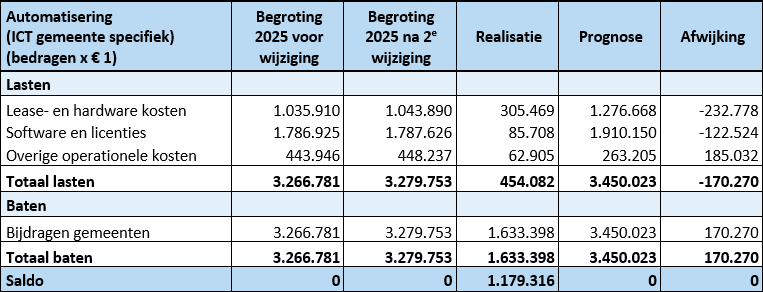 Automatisering (ICT gemeente specifiek) (bedragen x € 1) Begroting 2025 voor wijziging Begroting 2025 na 2e wijziging Realisatie Prognose Afwijking
Lasten
Lease- en hardware kosten 1.035.910 1.043.890 305.469 1.276.668 -232.778
Software en licenties 1.786.925 1.787.626 85.708 1.910.150 -122.524
Overige operationele kosten 443.946 448.237 62.905 263.205 185.032
Totaal lasten 3.266.781 3.279.753 454.082 3.450.023 -170.270
Baten
Bijdragen gemeenten 3.266.781 3.279.753 1.633.398 3.450.023 170.270
Totaal baten 3.266.781 3.279.753 1.633.398 3.450.023 170.270
Saldo 0 0 1.179.316 0 0